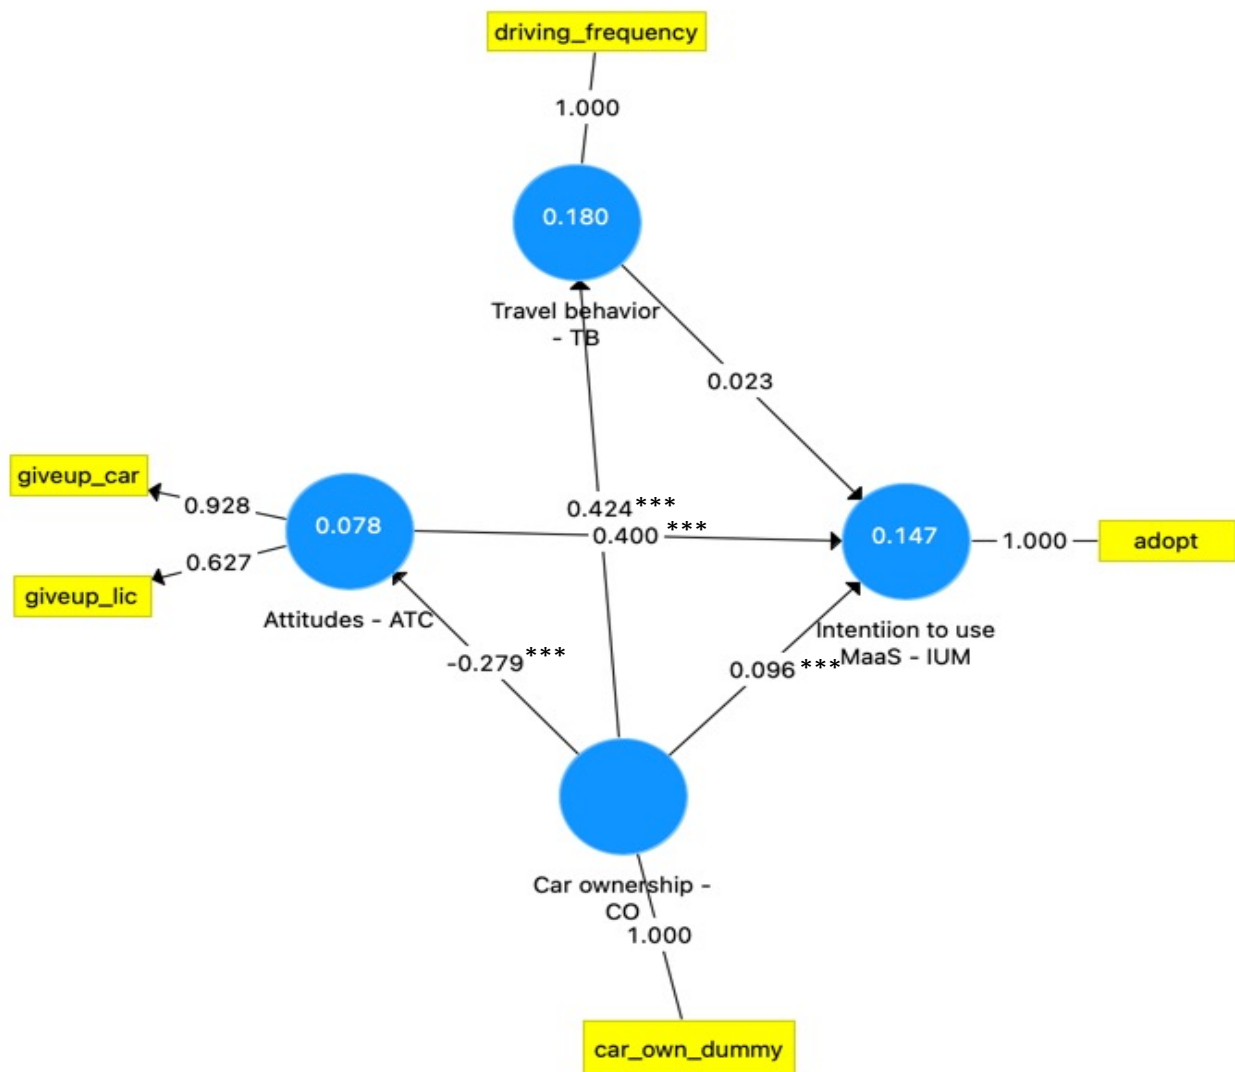 driving_frequency
1.000
0.180
Travel behavior
- TB
0.023
giveup_car
0.928
0.078
0.424***
0.400 ***
0.147
1.000
adopt
0.627
giveup_lic
Attitudes - ATC
Intentiion to use
MaaS - IUM
-0.279***
0.096***
Car ownership -
CO
1.000
car_own_dummy